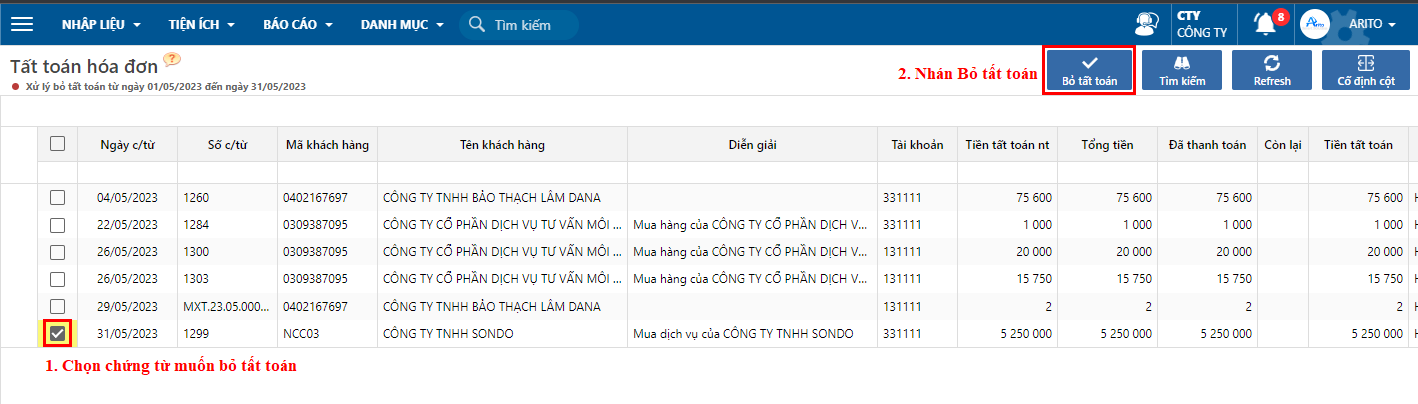 NHẬP LIỆU TIỆN ÍCH BÁO CÁO DANH MỤC Tìm kiếm CTY CÔNG TY 8 Arito ARITO
Tất toán hóa đơn ?
Xử lý bỏ tất toán từ ngày 01/05/2023 đến ngày 31/05/2023
2. Nhấn Bỏ tất toán Bỏ tất toán Tìm kiếm Refresh Cố định cột
Ngày c/từ Số c/từ Mã khách hàng Tên khách hàng Diễn giải Tài khoản Tiền tất toán nt Tổng tiền Đã thanh toán Còn lại Tiền tất toán
04/05/2023 1260 0402167697 CÔNG TY TNHH BẢO THẠCH LÂM DANA 331111 75 600 75 600 75 600 75 600 H
22/05/2023 1284 0309387095 CÔNG TY CỔ PHẦN DỊCH VỤ TƯ VẤN MÔI ... Mua hàng của CÔNG TY CỔ PHẦN DỊCH V... 331111 1 000 1 000 1 000 1 000 H
26/05/2023 1300 0309387095 CÔNG TY CỔ PHẦN DỊCH VỤ TƯ VẤN MÔI ... Mua hàng của CÔNG TY CỔ PHẦN DỊCH V... 131111 20 000 20 000 20 000 20 000 H
26/05/2023 1303 0309387095 CÔNG TY CỔ PHẦN DỊCH VỤ TƯ VẤN MÔI ... Mua hàng của CÔNG TY CỔ PHẦN DỊCH V... 131111 15 750 15 750 15 750 15 750 H
29/05/2023 MXT.23.05.000... 0402167697 CÔNG TY TNHH BẢO THẠCH LÂM DANA 131111 2 2 2 2 H
31/05/2023 1299 NCC03 CÔNG TY TNHH SONDO Mua dịch vụ của CÔNG TY TNHH SONDO 331111 5 250 000 5 250 000 5 250 000 5 250 000 H
1. Chọn chứng từ muốn bỏ tất toán